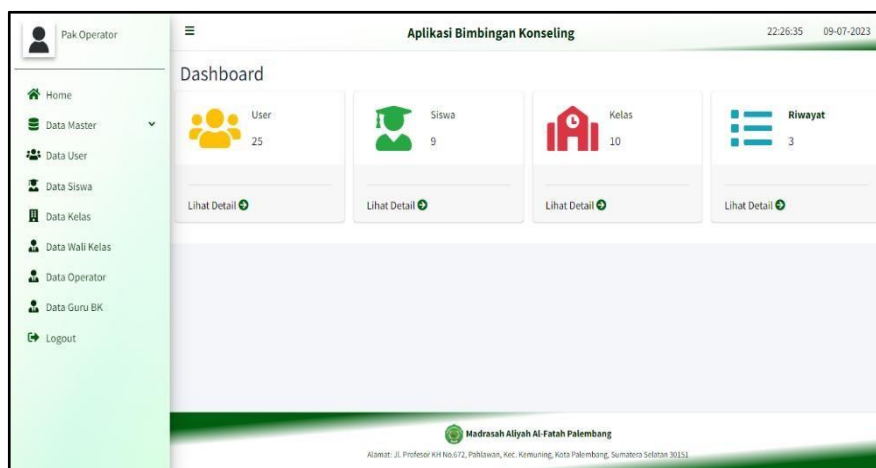 Pak Operator
Aplikasi Bimbingan Konseling
22:26:35 09-07-2023
Home
Data Master
Data User
Data Siswa
Data Kelas
Data Wali Kelas
Data Operator
Data Guru BK
Logout
Dashboard
User
25
Lihat Detail
Siswa
9
Lihat Detail
Kelas
10
Lihat Detail
Riwayat
3
Lihat Detail
Madrasah Aliyah Al-Fatah Palembang
Alamat: Jl. Profesor KH No.672, Pahlawan, Kec. Kemuning, Kota Palembang, Sumatera Selatan 30151